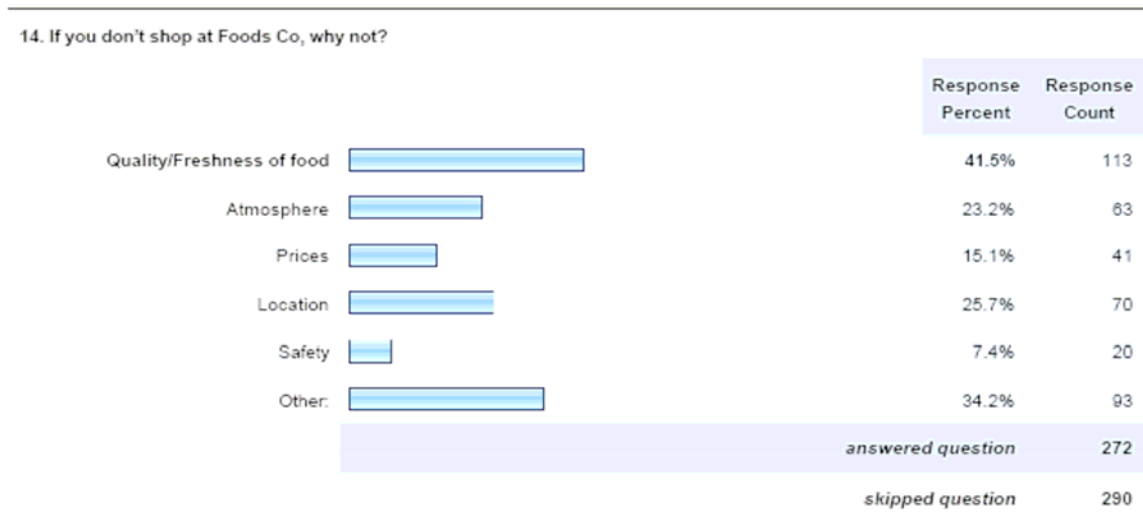 14. If you don't shop at Foods Co, why not?
Response Percent Response Count
Quality/Freshness of food 41.5% 113
Atmosphere 23.2% 63
Prices 15.1% 41
Location 25.7% 70
Safety 7.4% 20
Other: 34.2% 93
answered question 272
skipped question 290